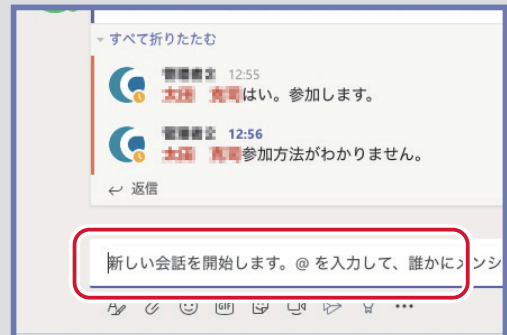 すべて折りたたむ
12:55
はい。参加します。
12:56
参加方法がわかりません。
返信
新しい会話を開始します。@ を入力して、誰かにメンシ
GIF